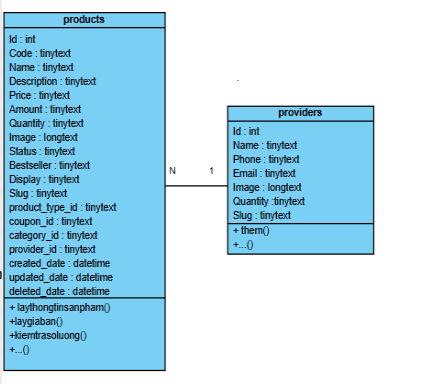 products
Id : int
Code : tinytext
Name : tinytext
Description : tinytext
Price : tinytext
Amount : tinytext
Quantity : tinytext
Image : longtext
Status : tinytext
Bestseller : tinytext
Display : tinytext
Slug : tinytext
product_type_id : tinytext
coupon_id : tinytext
category_id : tinytext
provider_id : tinytext
created_date : datetime
updated_date : datetime
deleted_date : datetime
+ laythongtinsanpham()
+laygiaban()
+kiemtrasoluong()
+...()
N
1
providers
Id : int
Name : tinytext
Phone : tinytext
Email : tinytext
Image : longtext
Quantity :tinytext
Slug : tinytext
+ them()
+...()